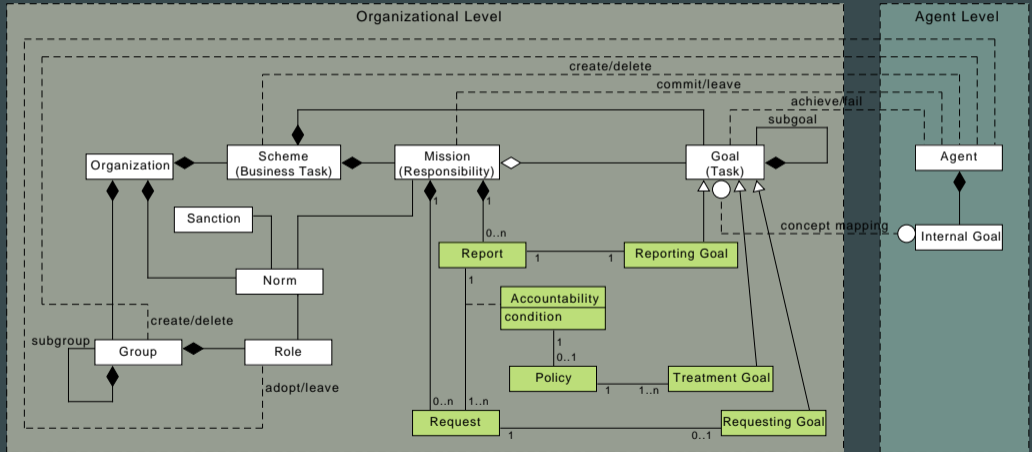 Organizational Level
Agent Level
create/delete
commit/leave
achieve/fail
subgoal
Organization
Scheme
(Business Task)
Mission
(Responsibility)
Goal
(Task)
Agent
1
1
Sanction
0..n
concept mapping
Internal Goal
Report
1
1
Reporting Goal
Norm
1
Accountability
condition
create/delete
subgroup
Group
Role
1
0..1
adopt/leave
Policy
1
1..n
Treatment Goal
0..n
1..n
Request
1
0..1
Requesting Goal